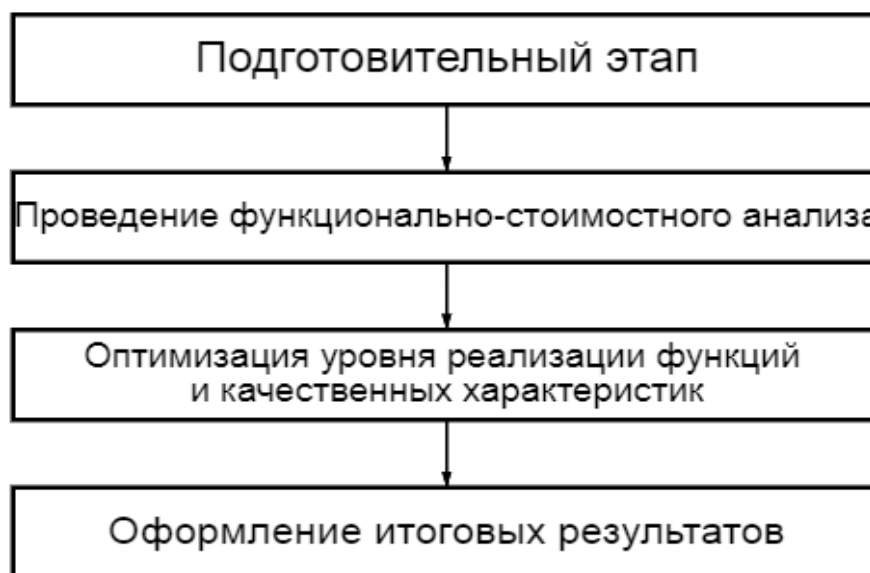 Подготовительный этап
Проведение функционально-стоимостного анализа
Оптимизация уровня реализации функций
и качественных характеристик
Оформление итоговых результатов